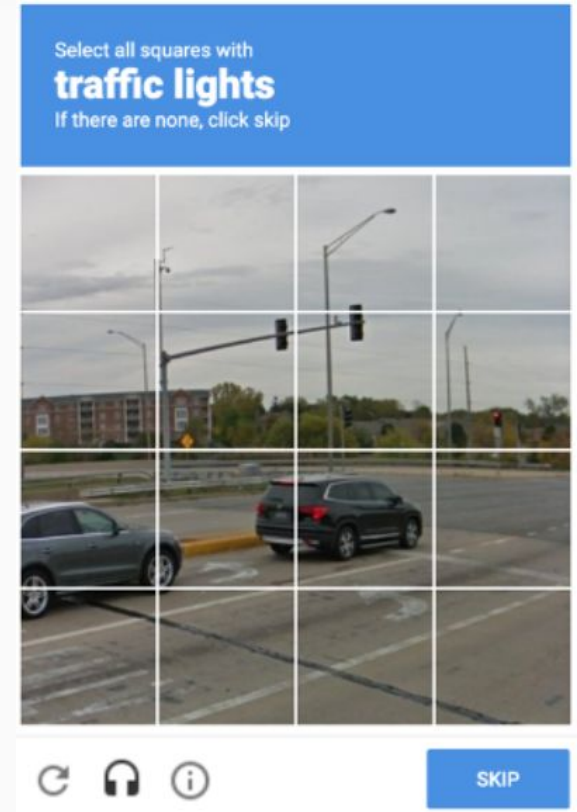 Select all squares with
traffic lights
If there are none, click skip
SKIP